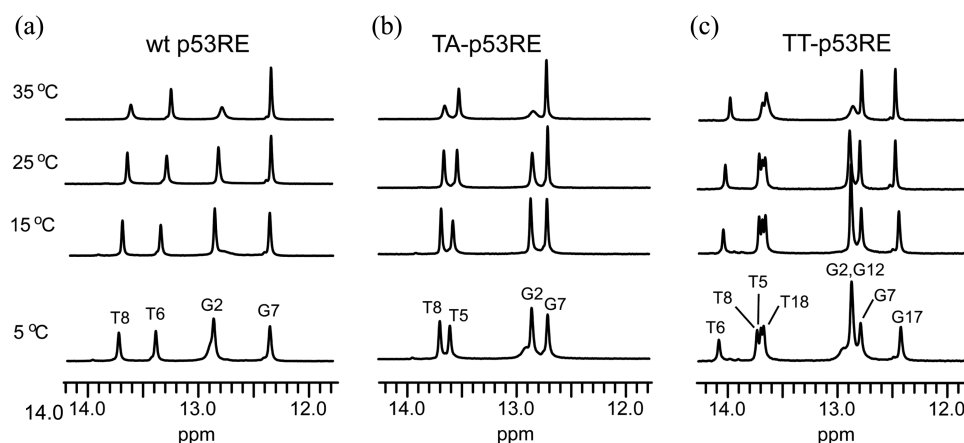 (a)
wt p53RE
(b)
TA-p53RE
(c)
TT-p53RE
35 °C
25 °C
15 °C
5 °C
T8
T6
G2
G7
T8
T5
G2
G7
T6
T8
T5
T18
G2,G12
G7
G17
14.0
14.0
13.0
12.0
ppm
14.0
13.0
12.0
ppm
14.0
13.0
12.0
ppm